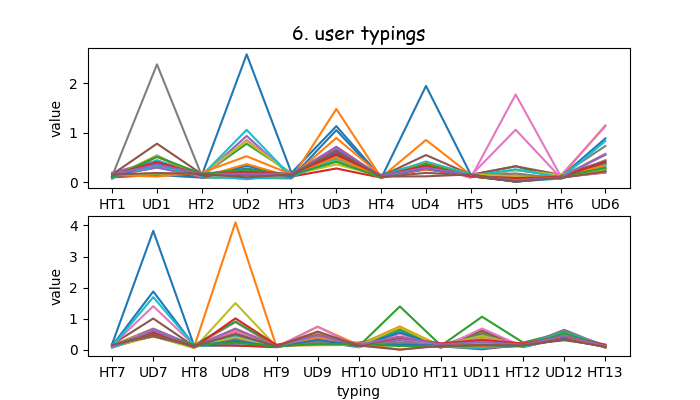 6. user typings
value
2
1
0
HT1 UD1 HT2 UD2 HT3 UD3 HT4 UD4 HT5 UD5 HT6 UD6
value
4
3
2
1
0
HT7 UD7 HT8 UD8 HT9 UD9 HT10 UD10 HT11 UD11 HT12 UD12 HT13
typing